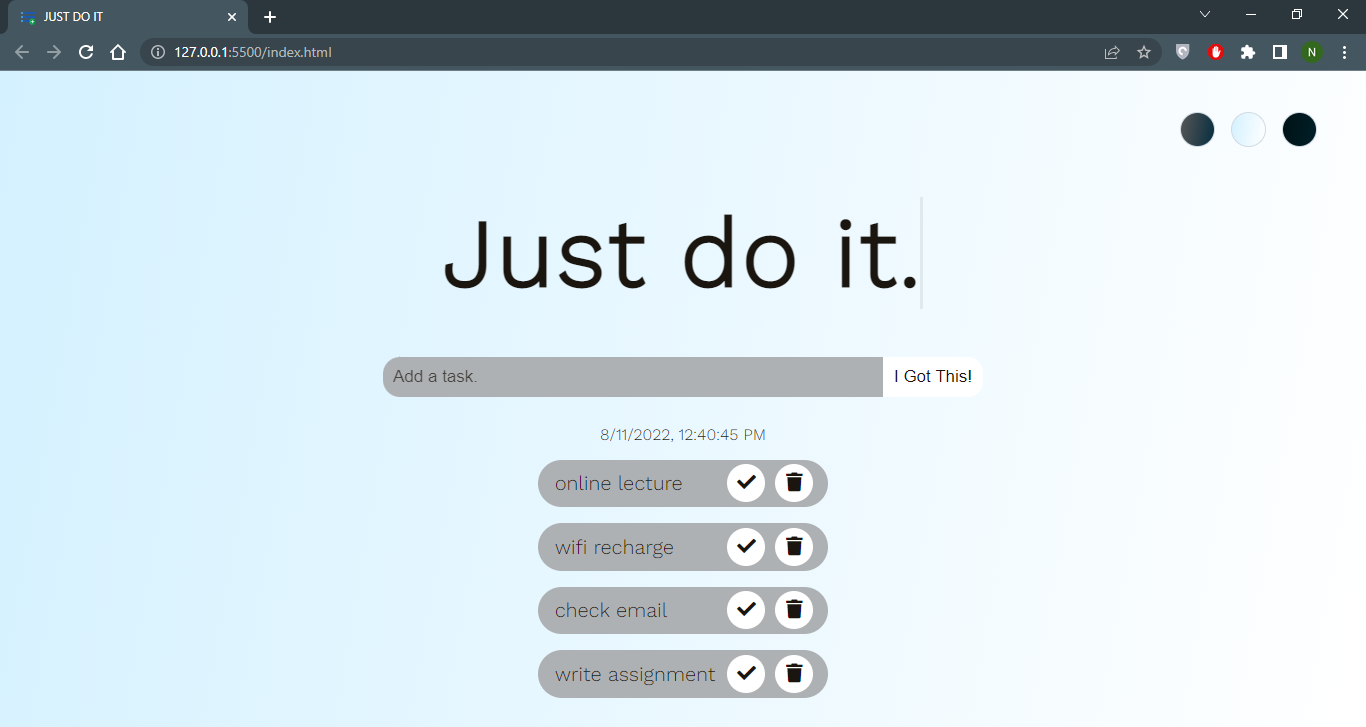 JUST DO IT
127.0.0.1:5500/index.html
N
Just do it.
Add a task. I Got This!
8/11/2022, 12:40:45 PM
online lecture
wifi recharge
check email
write assignment